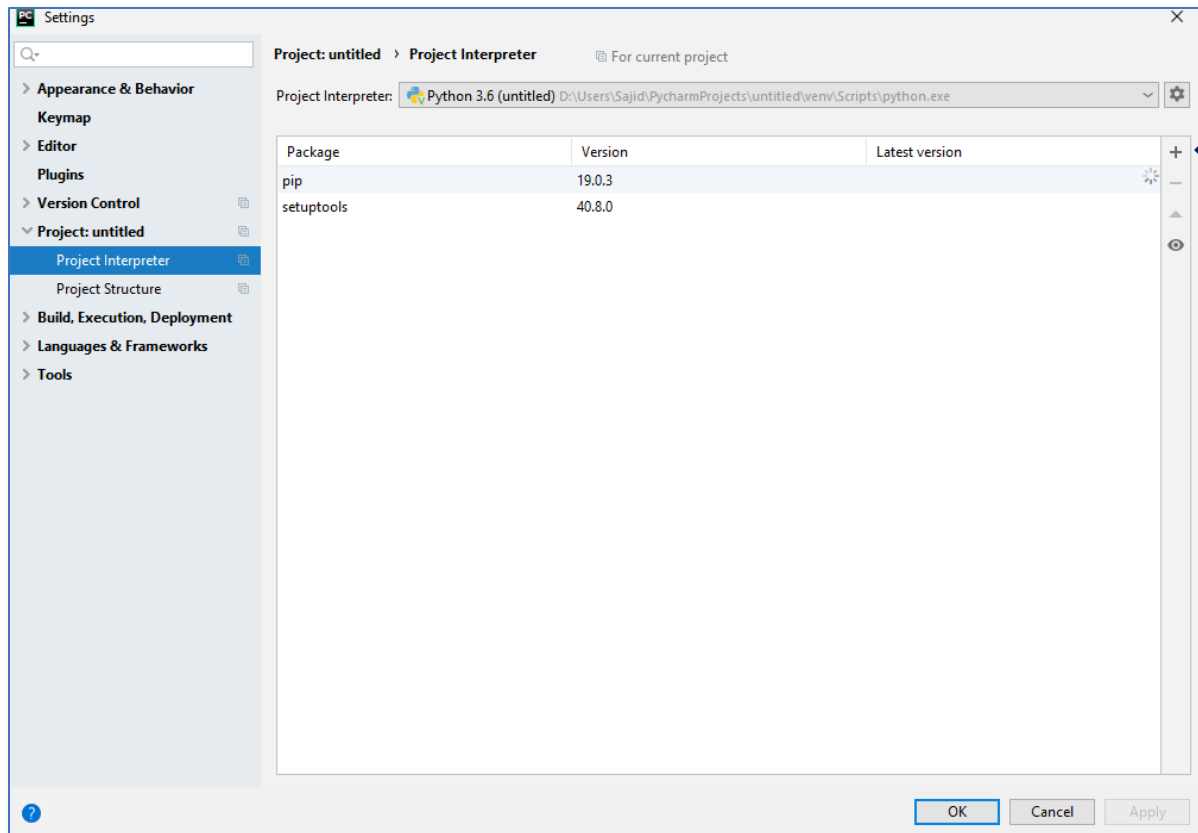 PC Settings
Project: untitled › Project Interpreter For current project
Project Interpreter: Python 3.6 (untitled) D:\Users\Sajid\PycharmProjects\untitled\venv\Scripts\python.exe
Appearance & Behavior
Keymap
Editor
Plugins
Version Control
Project: untitled
Project Interpreter
Project Structure
Build, Execution, Deployment
Languages & Frameworks
Tools
Package Version Latest version
pip 19.0.3
setuptools 40.8.0
? OK Cancel Apply